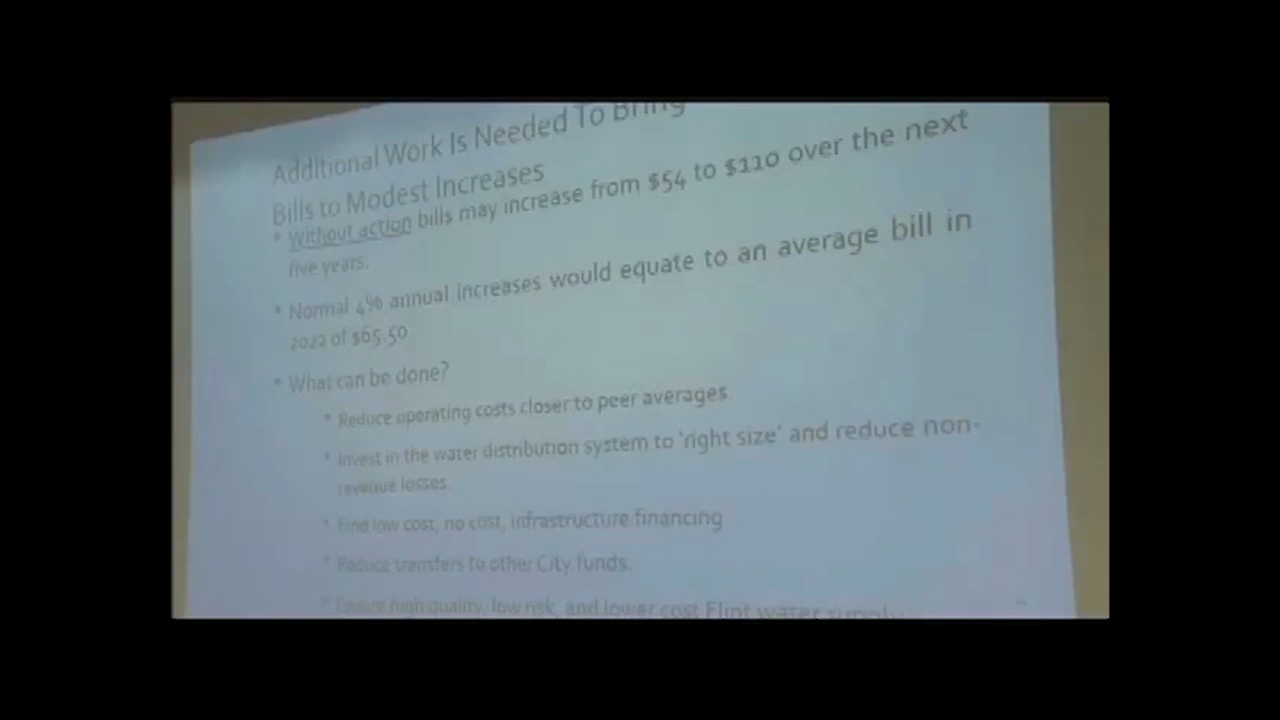 Additional Work Is Needed To Bring
Bills to Modest Increases
* Without action bills may increase from $54 to $110 over the next
five years.
* Normal 4% annual increases would equate to an average bill in
2022 of $65.50.
* What can be done?
* Reduce operating costs closer to peer averages.
* Invest in the water distribution system to 'right size' and reduce non-
revenue losses.
* Find low cost, no cost, infrastructure financing
* Reduce transfers to other City funds.
* Ensure high quality, low risk, and lower cost Flint water supply.